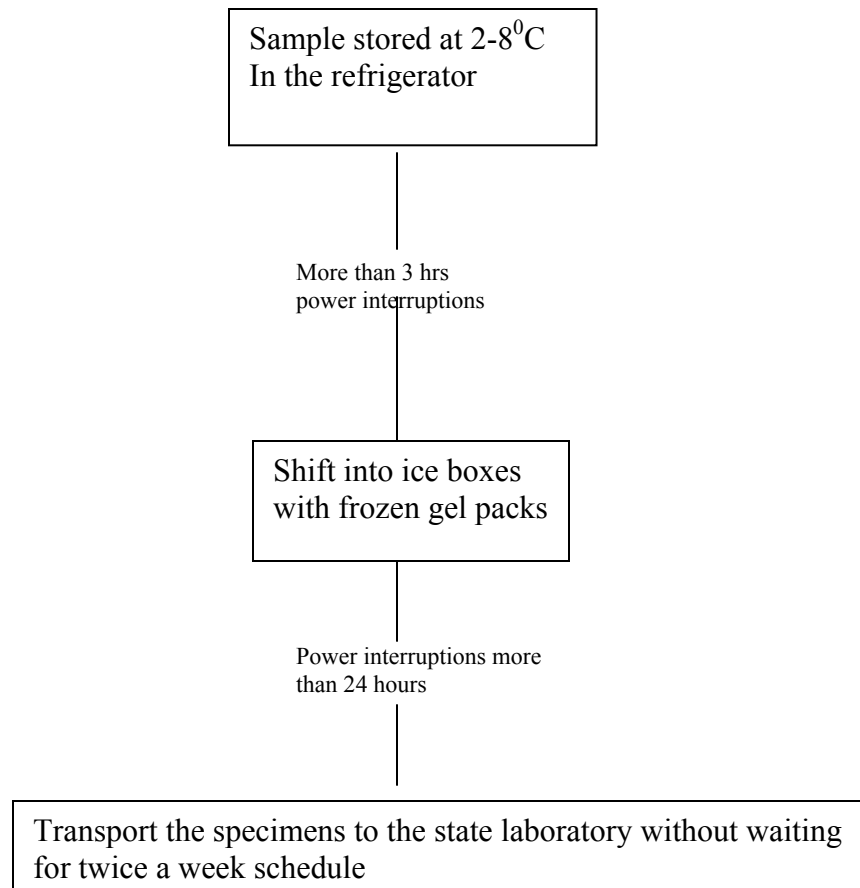 Sample stored at 2-8⁰C
In the refrigerator
More than 3 hrs
power interruptions
Shift into ice boxes
with frozen gel packs
Power interruptions more
than 24 hours
Transport the specimens to the state laboratory without waiting
for twice a week schedule